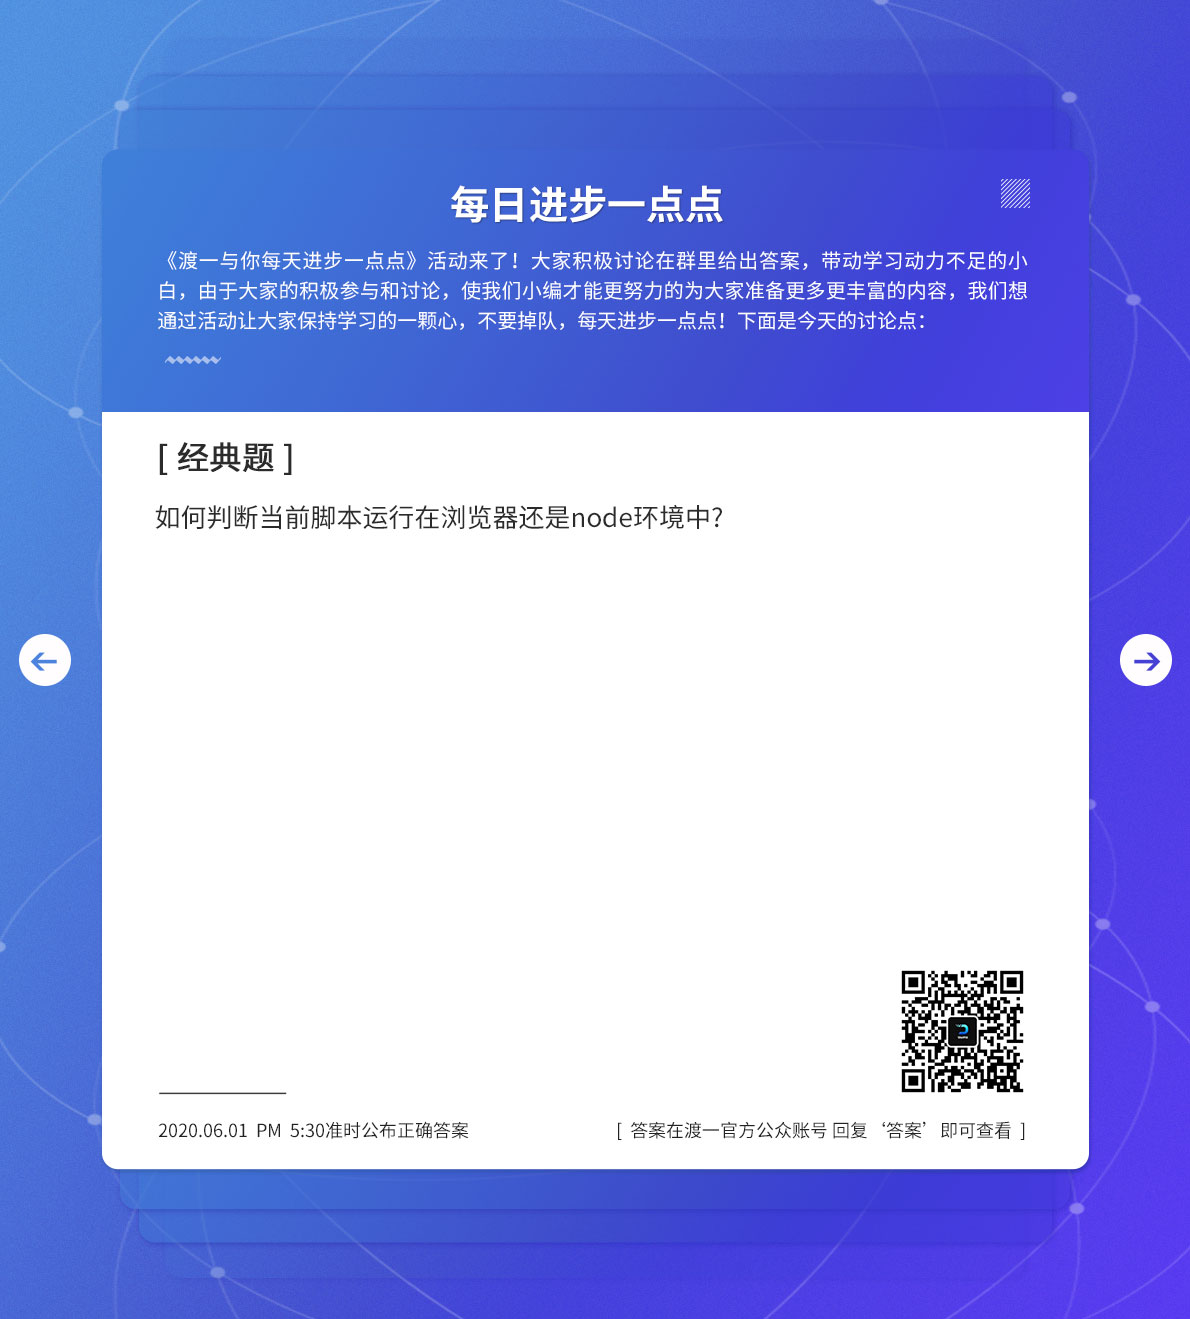 每日进步一点点
《渡一与你每天进步一点点》活动来了！大家积极讨论在群里给出答案，带动学习动力不足的小
白，由于大家的积极参与和讨论，使我们小编才能更努力的为大家准备更多更丰富的内容，我们想
通过活动让大家保持学习的一颗心，不要掉队，每天进步一点点！下面是今天的讨论点：
[ 经典题 ]
如何判断当前脚本运行在浏览器还是node环境中?
2020.06.01 PM 5:30准时公布正确答案
[ 答案在渡一官方公众账号 回复‘答案’即可查看 ]